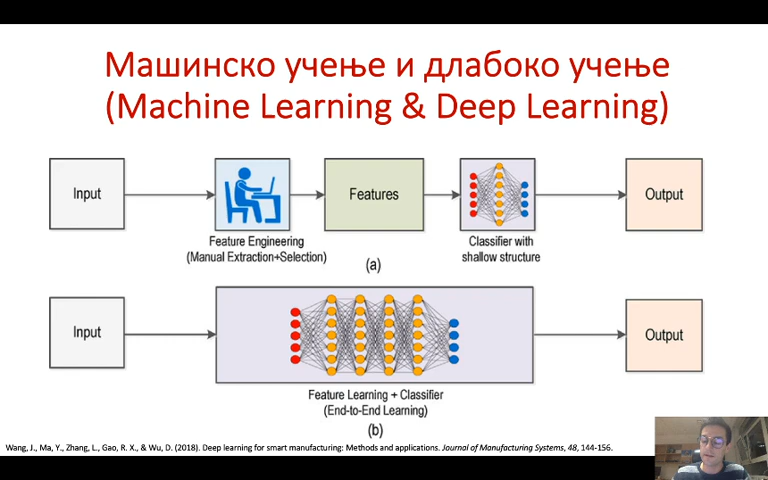 Машинско учење и длабоко учење
(Machine Learning & Deep Learning)
Input
Features
Output
Feature Engineering
(Manual Extraction+Selection)
Classifier with
shallow structure
(a)
Input
Output
Feature Learning + Classifier
(End-to-End Learning)
(b)
Wang, J., Ma, Y., Zhang, L., Gao, R. X., & Wu, D. (2018). Deep learning for smart manufacturing: Methods and applications. Journal of Manufacturing Systems, 48, 144-156.